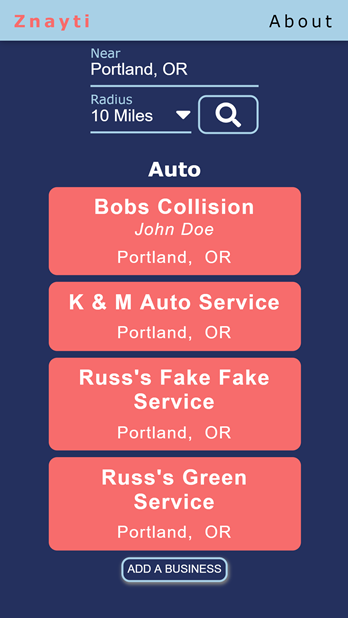 Znayti About
Near
Portland, OR
Radius
10 Miles
Auto
Bobs Collision
John Doe
Portland, OR
K & M Auto Service
Portland, OR
Russ's Fake Fake
Service
Portland, OR
Russ's Green
Service
Portland, OR
ADD A BUSINESS